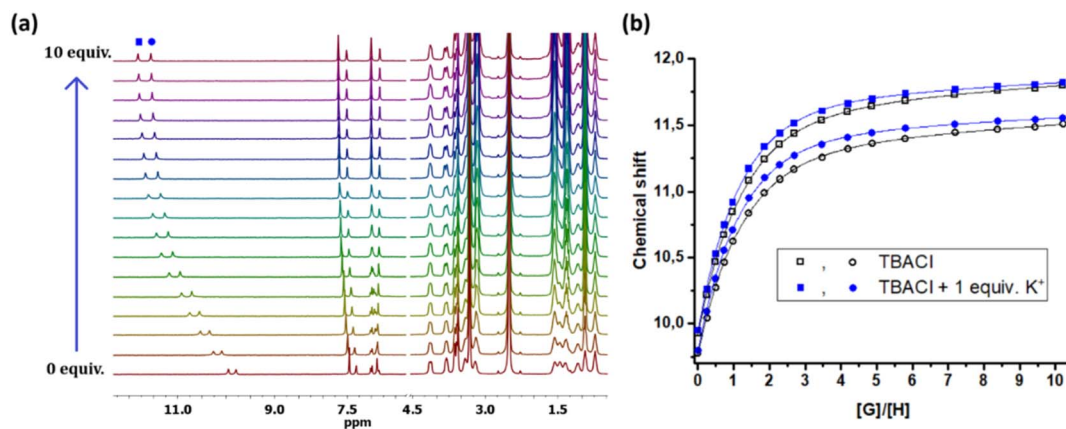 (a)
10 equiv.
0 equiv.
11.0 9.0 7.5 4.5 3.0 1.5
ppm
(b)
Chemical shift
12,0
11,5
11,0
10,5
10,0
TBACl
TBACl + 1 equiv. K⁺
0 1 2 3 4 5 6 7 8 9 10
[G]/[H]